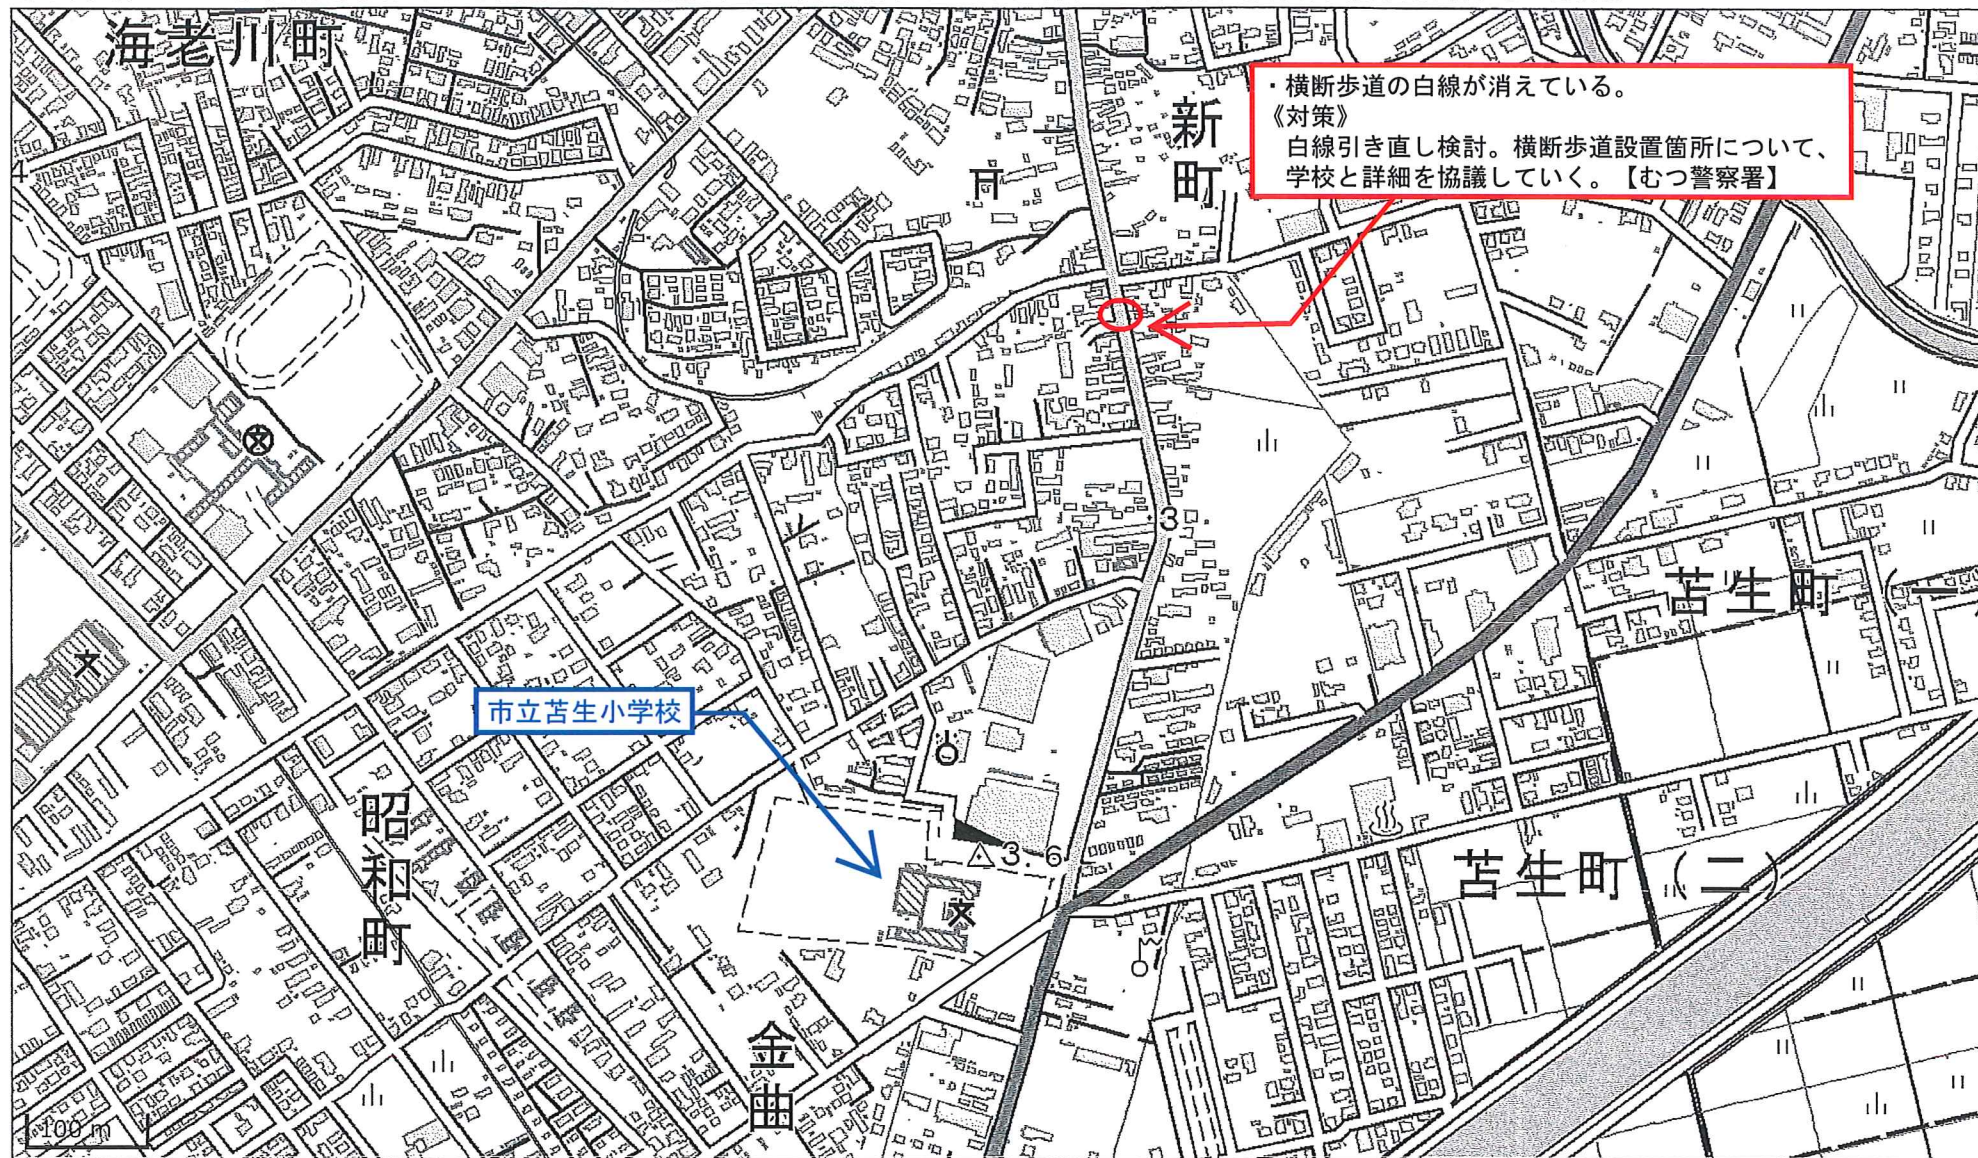 海老川町
新町
・横断歩道の白線が消えている。
《対策》
白線引き直し検討。横断歩道設置箇所について、
学校と詳細を協議していく。【むつ警察署】
4
3
苫生町(一)
市立苫生小学校
昭和町
3.6
苫生町(二)
金曲
100 m